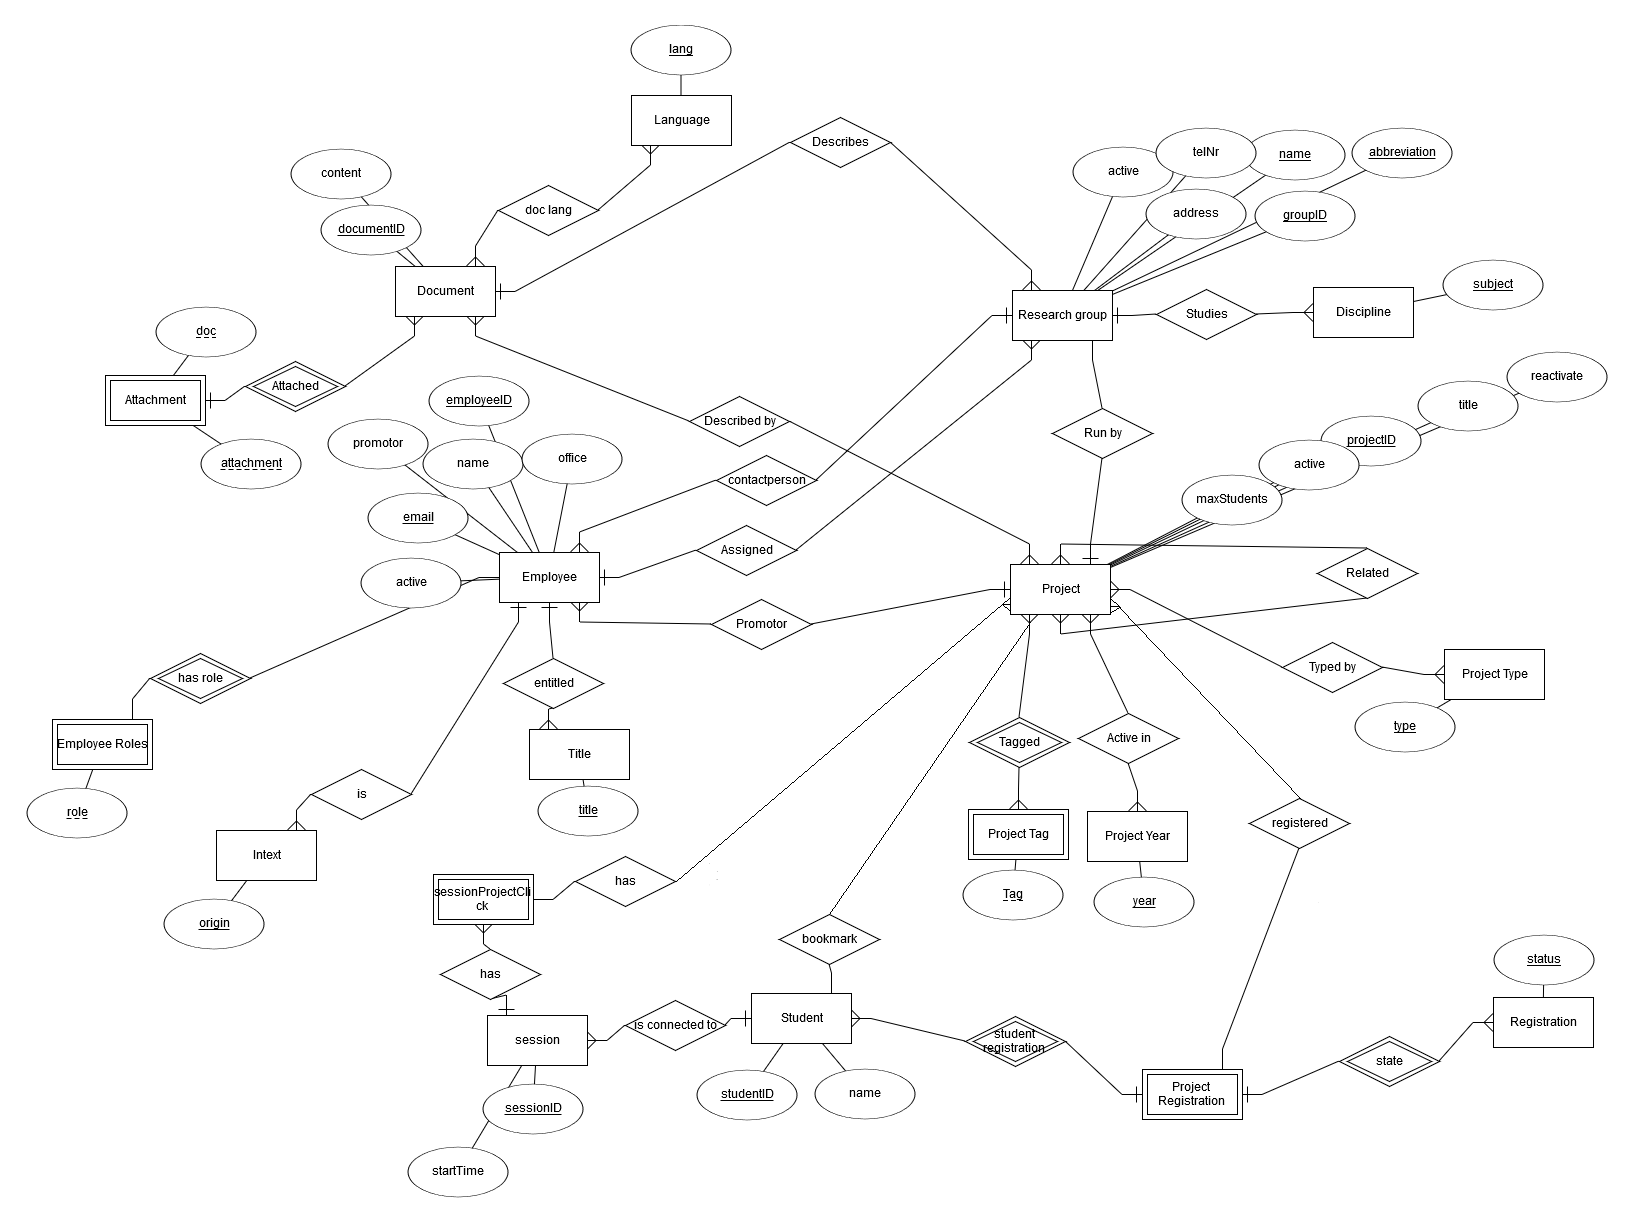 lang
Language
Describes
content
documentID
doc lang
Document
active
telNr
name
abbreviation
address
groupID
Research group
Studies
Discipline
subject
doc
Attachment
Attached
attachment
employeeID
promotor
name
office
email
active
Employee
Described by
contactperson
Assigned
Promotor
Run by
reactivate
title
projectID
active
maxStudents
Project
Related
Typed by
Project Type
type
has role
Employee Roles
role
entitled
Title
title
is
Intext
origin
Tagged
Active in
Project Tag
Project Year
Tag
year
registered
sessionProjectCli
ck
has
has
bookmark
session
is connected to
Student
student
registration
studentID
name
sessionID
startTime
Project
Registration
state
status
Registration